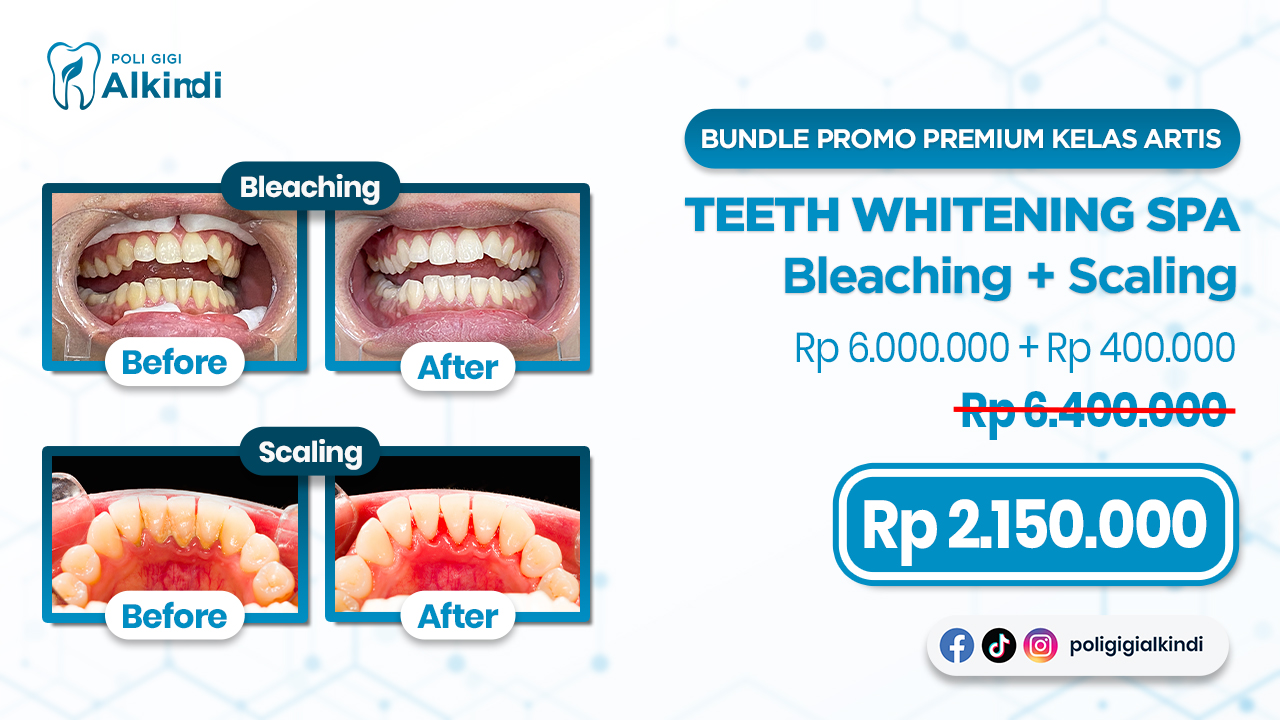 POLI GIGI
Alkindi
Bleaching
Before
After
Scaling
Before
After
BUNDLE PROMO PREMIUM KELAS ARTIS
TEETH WHITENING SPA
Bleaching + Scaling
Rp 6.000.000 + Rp 400.000
Rp 6.400.000
Rp 2.150.000
poligigialkindi